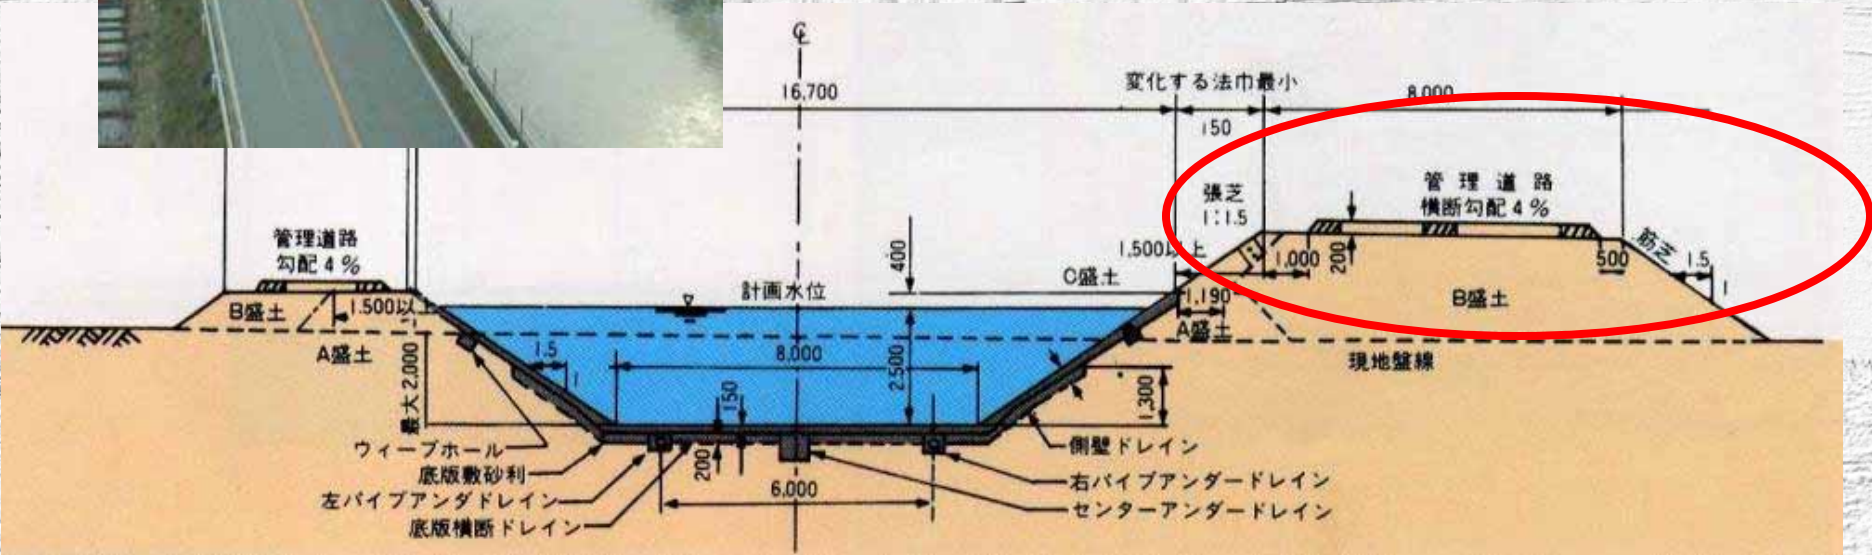 ℄
16,700
変化する法巾最小
8,000
150
張芝
1:1.5
管理道路
横断勾配4%
管理道路
勾配4%
1,500以上
400
1,000
200
500
筋芝
1.5
1
C盛土
計画水位
B盛土
1,500以上
1,190
B盛土
A盛土
A盛土
現地盤線
最大2,000
1.5
1
8,000
2,500
150
1,300
ウィープホール
側壁ドレイン
底版敷砂利
200
左パイプアンダドレイン
6,000
右パイプアンダードレイン
底版横断ドレイン
センターアンダードレイン